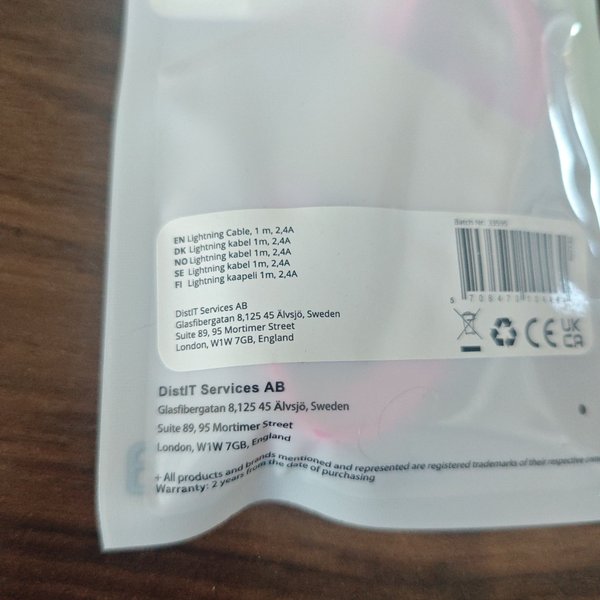 EN Lightning Cable, 1 m, 2,4A
DK Lightning kabel 1m, 2,4A
NO Lightning kabel 1m, 2,4A
SE Lightning kabel 1m, 2,4A
FI Lightning kaapeli 1m, 2,4A
DistIT Services AB
Glasfibergatan 8,125 45 Älvsjö, Sweden
Suite 89, 95 Mortimer Street
London, W1W 7GB, England
Batch Nr.
CE
UK
CA
DistIT Services AB
Glasfibergatan 8,125 45 Älvsjö, Sweden
Suite 89, 95 Mortimer Street
London, W1W 7GB, England
+ All products and brands mentioned and represented are registered trademarks of their respective
Warranty: 2 years from the date of purchasing